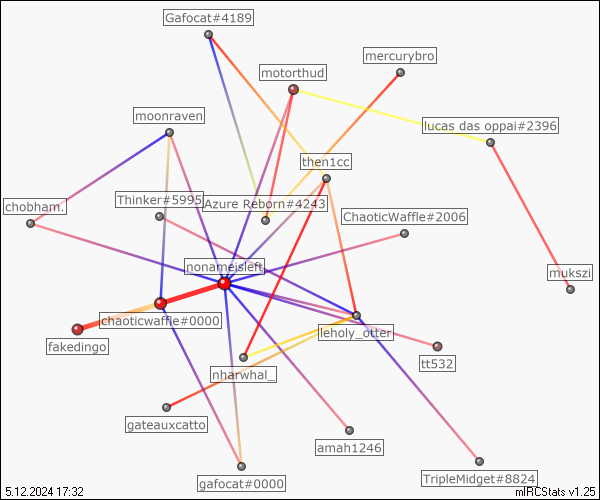 Gafocat#4189
mercurybro
motorthud
moonraven
lucas das oppai#2396
then1cc
chobham.
Thinker#5995
Azure Reborn#4243
ChaoticWaffle#2006
nonameisleft
mukszi
chaoticwaffle#0000
leholy_otter
fakedingo
tt532
nharwhal_
gateauxcatto
amah1246
gafocat#0000
TripleMidget#8824
5.12.2024 17:32
mIRCStats v1.25